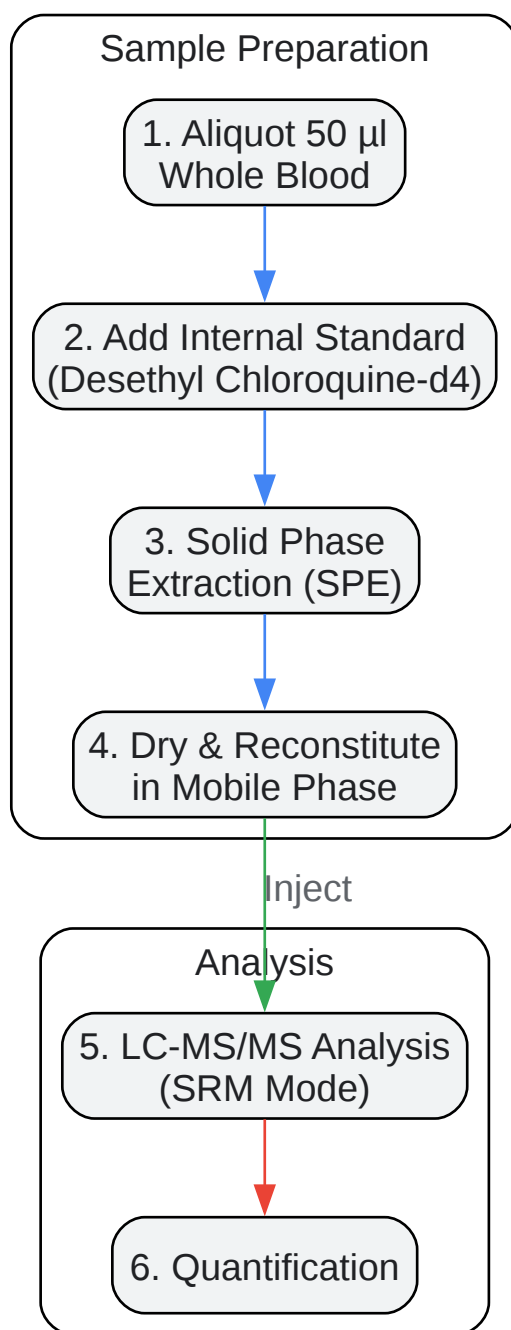 Sample Preparation
1. Aliquot 50 µl
Whole Blood
2. Add Internal Standard
(Desethyl Chloroquine-d4)
3. Solid Phase
Extraction (SPE)
4. Dry & Reconstitute
in Mobile Phase
Inject
Analysis
5. LC-MS/MS Analysis
(SRM Mode)
6. Quantification